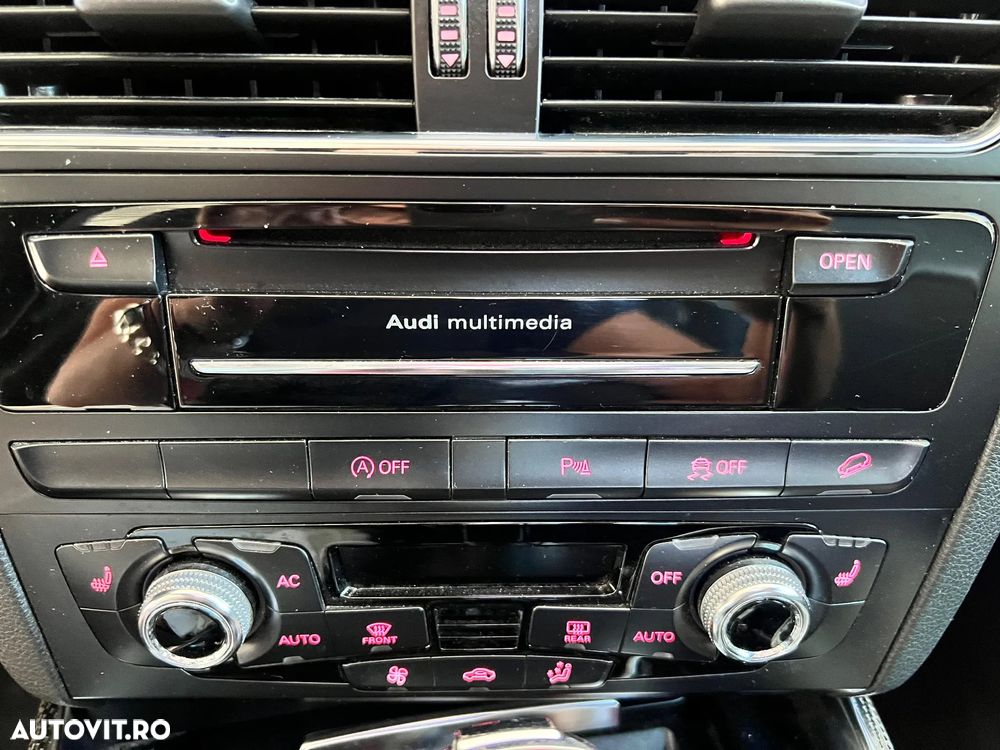 OPEN
Audi multimedia
A OFF
P
OFF
AC
OFF
AUTO
FRONT
REAR
AUTO
AUTOVIT.RO